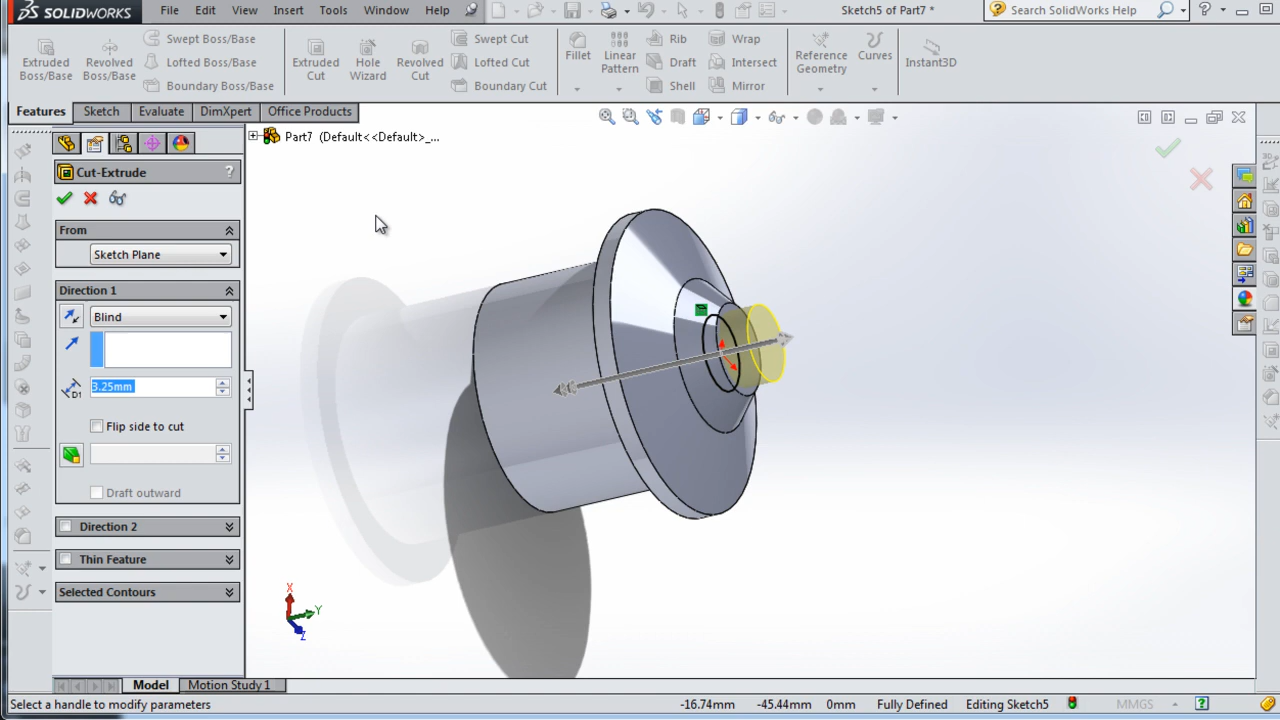 SOLIDWORKS File Edit View Insert Tools Window Help Sketch5 of Part7 * Search SolidWorks Help
Extruded Boss/Base
Revolved Boss/Base
Swept Boss/Base
Lofted Boss/Base
Boundary Boss/Base
Extruded Cut
Hole Wizard
Revolved Cut
Swept Cut
Lofted Cut
Boundary Cut
Fillet
Linear Pattern
Rib
Draft
Shell
Wrap
Intersect
Mirror
Reference Geometry
Curves
Instant3D
Features Sketch Evaluate DimXpert Office Products
Part7 (Default<<Default>_...
Cut-Extrude ?
From
Sketch Plane
Direction 1
Blind
D1 3.25mm
Flip side to cut
Draft outward
Direction 2
Thin Feature
Selected Contours
X
Y
Z
Model Motion Study 1
Select a handle to modify parameters -16.74mm -45.44mm 0mm Fully Defined Editing Sketch5 MMGS ?